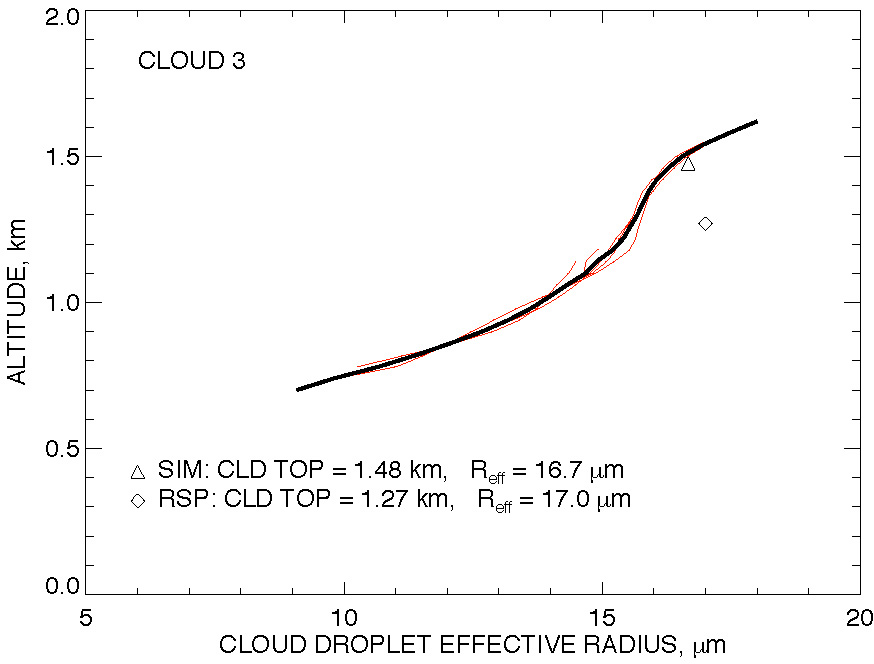 2.0
CLOUD 3
1.5
1.0
0.5
0.0
ALTITUDE, km
△ SIM: CLD TOP = 1.48 km, Reff = 16.7 μm
◇ RSP: CLD TOP = 1.27 km, Reff = 17.0 μm
5 10 15 20
CLOUD DROPLET EFFECTIVE RADIUS, μm